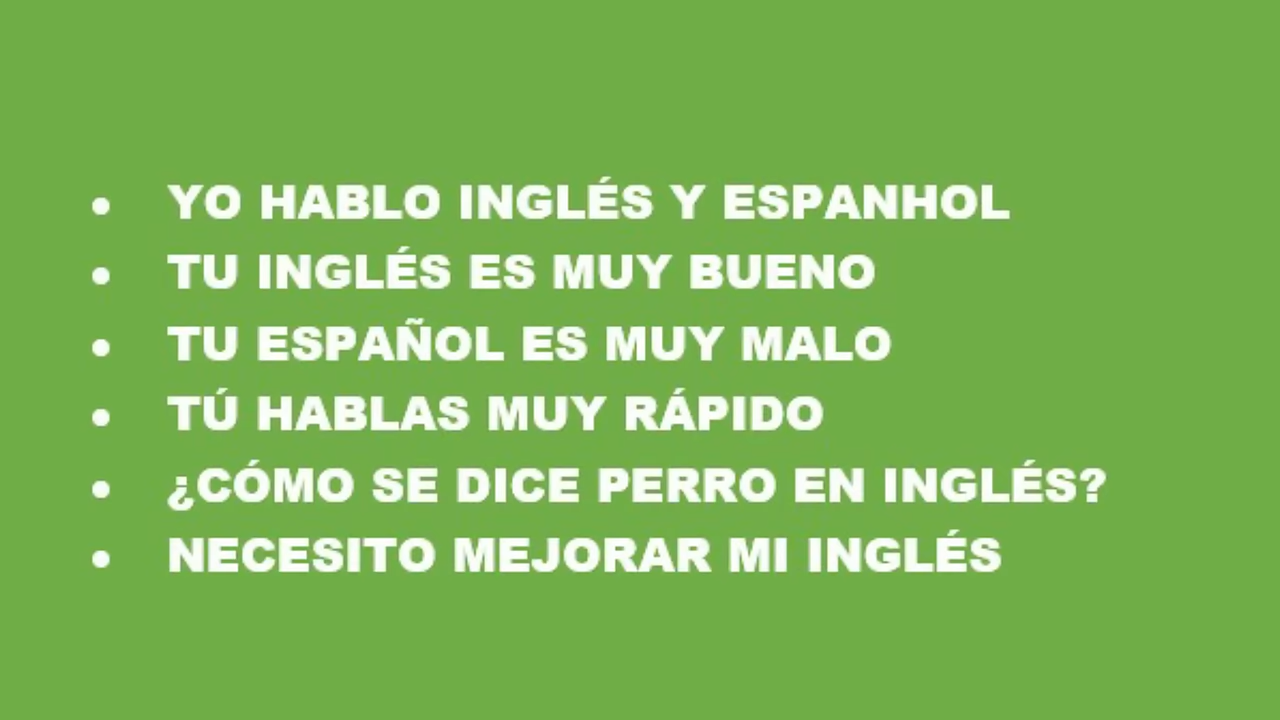 • YO HABLO INGLÉS Y ESPANHOL
• TU INGLÉS ES MUY BUENO
• TU ESPAÑOL ES MUY MALO
• TÚ HABLAS MUY RÁPIDO
• ¿CÓMO SE DICE PERRO EN INGLÉS?
• NECESITO MEJORAR MI INGLÉS